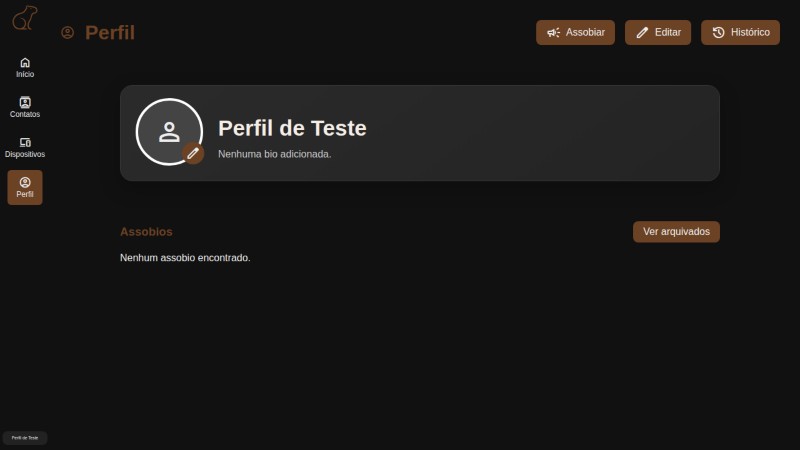 Perfil
Assobiar
Editar
Histórico
Início
Contatos
Dispositivos
Perfil
Perfil de Teste
Nenhuma bio adicionada.
Assobios
Ver arquivados
Nenhum assobio encontrado.
Perfil de Teste